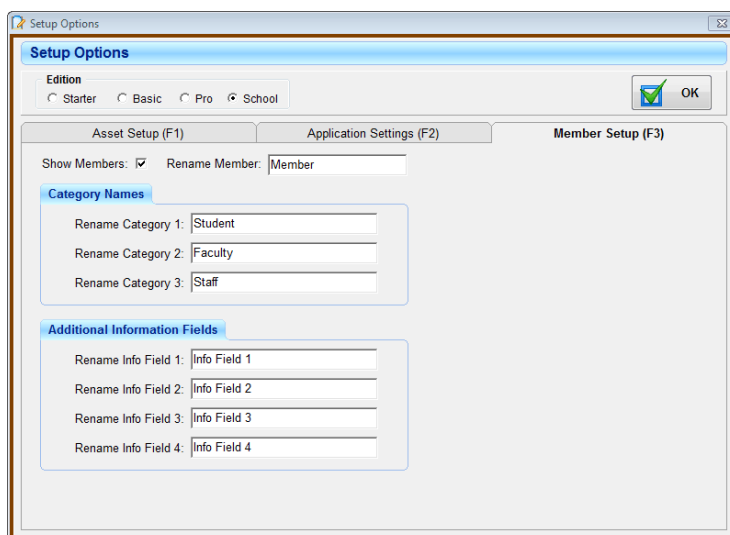 Setup Options
Setup Options
Edition
Starter Basic Pro School
OK
Asset Setup (F1) Application Settings (F2) Member Setup (F3)
Show Members: Rename Member: Member
Category Names
Rename Category 1: Student
Rename Category 2: Faculty
Rename Category 3: Staff
Additional Information Fields
Rename Info Field 1: Info Field 1
Rename Info Field 2: Info Field 2
Rename Info Field 3: Info Field 3
Rename Info Field 4: Info Field 4